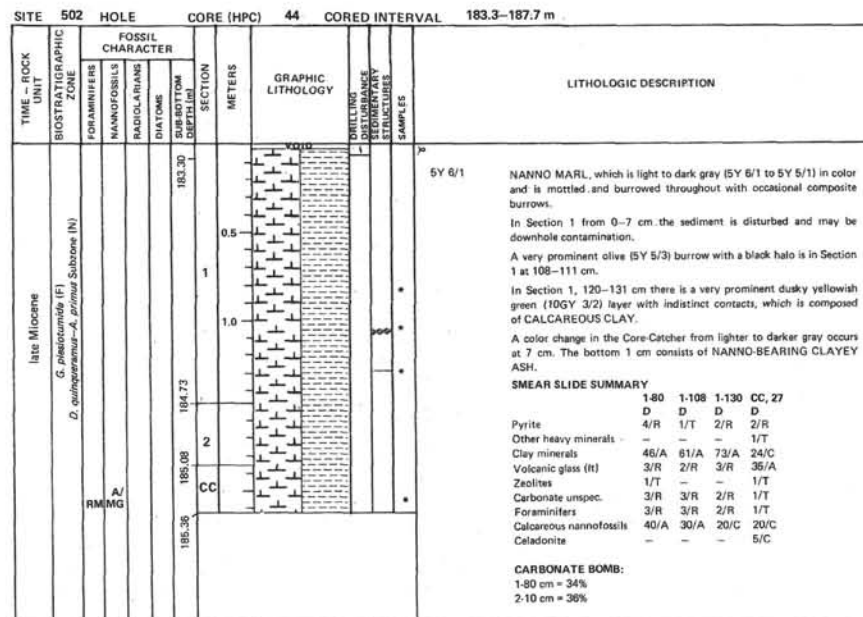 SITE 502 HOLE CORE (HPC) 44 CORED INTERVAL 183.3–187.7 m
TIME – ROCK UNIT
BIOSTRATIGRAPHIC ZONE
FOSSIL CHARACTER
FORAMINIFERS
NANNOFOSSILS
RADIOLARIANS
DIATOMS
SUB-BOTTOM DEPTH (m)
SECTION
METERS
GRAPHIC LITHOLOGY
DRILLING DISTURBANCE
SEDIMENTARY STRUCTURES
SAMPLES
LITHOLOGIC DESCRIPTION
late Miocene
G. plesiotumida (F)
D. quinqueramus–A. primus Subzone (N)
RM
A/
MG
183.30
184.73
185.08
185.36
1
2
CC
0.5
1.0
VOID
5Y 6/1
NANNO MARL, which is light to dark gray (5Y 6/1 to 5Y 5/1) in color
and is mottled and burrowed throughout with occasional composite
burrows.
In Section 1 from 0–7 cm the sediment is disturbed and may be
downhole contamination.
A very prominent olive (5Y 5/3) burrow with a black halo is in Section
1 at 108–111 cm.
In Section 1, 120–131 cm there is a very prominent dusky yellowish
green (10GY 3/2) layer with indistinct contacts, which is composed
of CALCAREOUS CLAY.
A color change in the Core-Catcher from lighter to darker gray occurs
at 7 cm. The bottom 1 cm consists of NANNO-BEARING CLAYEY
ASH.
SMEAR SLIDE SUMMARY
1-80 1-108 1-130 CC, 27
D D D D
Pyrite 4/R 1/T 2/R 2/R
Other heavy minerals – – – 1/T
Clay minerals 46/A 61/A 73/A 24/C
Volcanic glass (lt) 3/R 2/R 3/R 35/A
Zeolites 1/T – – 1/T
Carbonate unspec. 3/R 3/R 2/R 1/T
Foraminifers 3/R 3/R 2/R 1/T
Calcareous nannofossils 40/A 30/A 20/C 20/C
Celadonite – – – 5/C
CARBONATE BOMB:
1-80 cm = 34%
2-10 cm = 36%